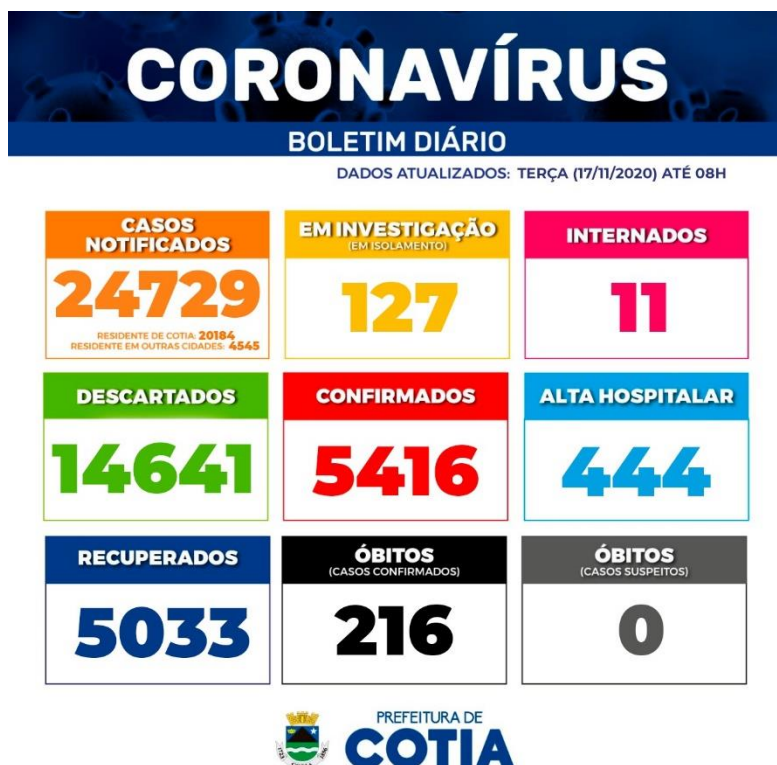 CORONAVÍRUS
BOLETIM DIÁRIO
DADOS ATUALIZADOS: TERÇA (17/11/2020) ATÉ 08H
CASOS
NOTIFICADOS
24729
RESIDENTE DE COTIA: 20184
RESIDENTE EM OUTRAS CIDADES: 4545
EM INVESTIGAÇÃO
(EM ISOLAMENTO)
127
INTERNADOS
11
DESCARTADOS
14641
CONFIRMADOS
5416
ALTA HOSPITALAR
444
RECUPERADOS
5033
ÓBITOS
(CASOS CONFIRMADOS)
216
ÓBITOS
(CASOS SUSPEITOS)
0
PREFEITURA DE
COTIA